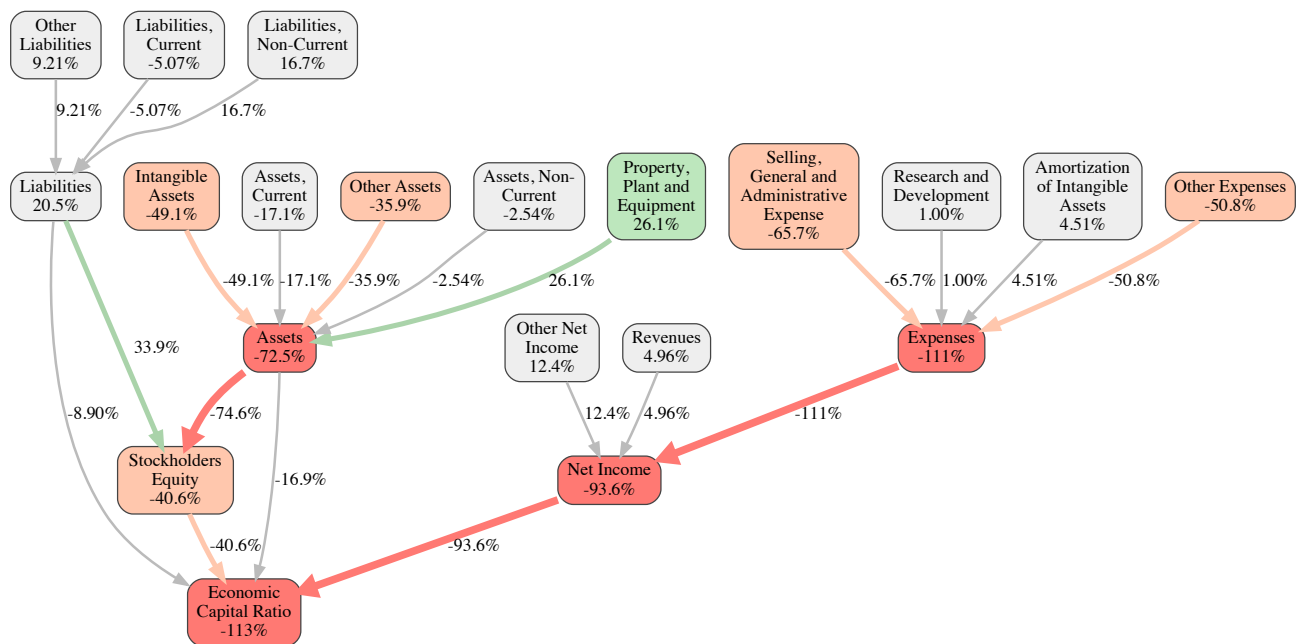 Other
Liabilities
9.21%
Liabilities,
Current
-5.07%
Liabilities,
Non-Current
16.7%
9.21%
-5.07%
16.7%
Liabilities
20.5%
Intangible
Assets
-49.1%
Assets,
Current
-17.1%
Other Assets
-35.9%
Assets, Non-
Current
-2.54%
Property,
Plant and
Equipment
26.1%
Selling,
General and
Administrative
Expense
-65.7%
Research and
Development
1.00%
Amortization
of Intangible
Assets
4.51%
Other Expenses
-50.8%
-49.1%
-17.1%
-35.9%
-2.54%
26.1%
-65.7%
1.00%
4.51%
-50.8%
33.9%
Assets
-72.5%
Other Net
Income
12.4%
Revenues
4.96%
Expenses
-111%
-8.90%
-74.6%
12.4%
4.96%
-111%
Stockholders
Equity
-40.6%
-16.9%
Net Income
-93.6%
-40.6%
-93.6%
Economic
Capital Ratio
-113%